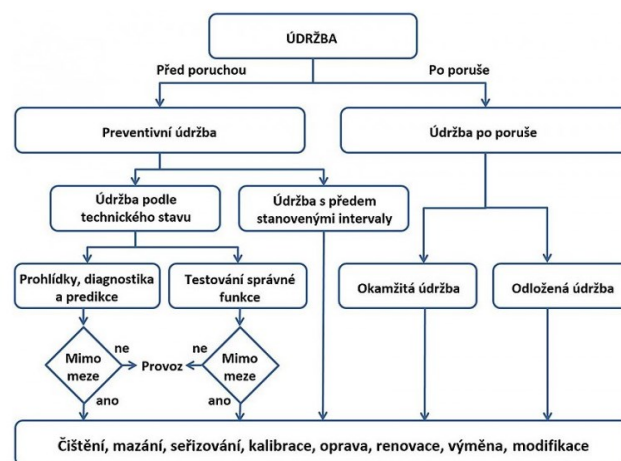 ÚDRŽBA
Před poruchou
Po poruše
Preventivní údržba
Údržba po poruše
Údržba podle
technického stavu
Údržba s předem
stanovenými intervaly
Prohlídky, diagnostika
a predikce
Testování správné
funkce
Okamžitá údržba
Odložená údržba
Mimo
meze
ne
Provoz
ne
Mimo
meze
ano
ano
Čištění, mazání, seřizování, kalibrace, oprava, renovace, výměna, modifikace